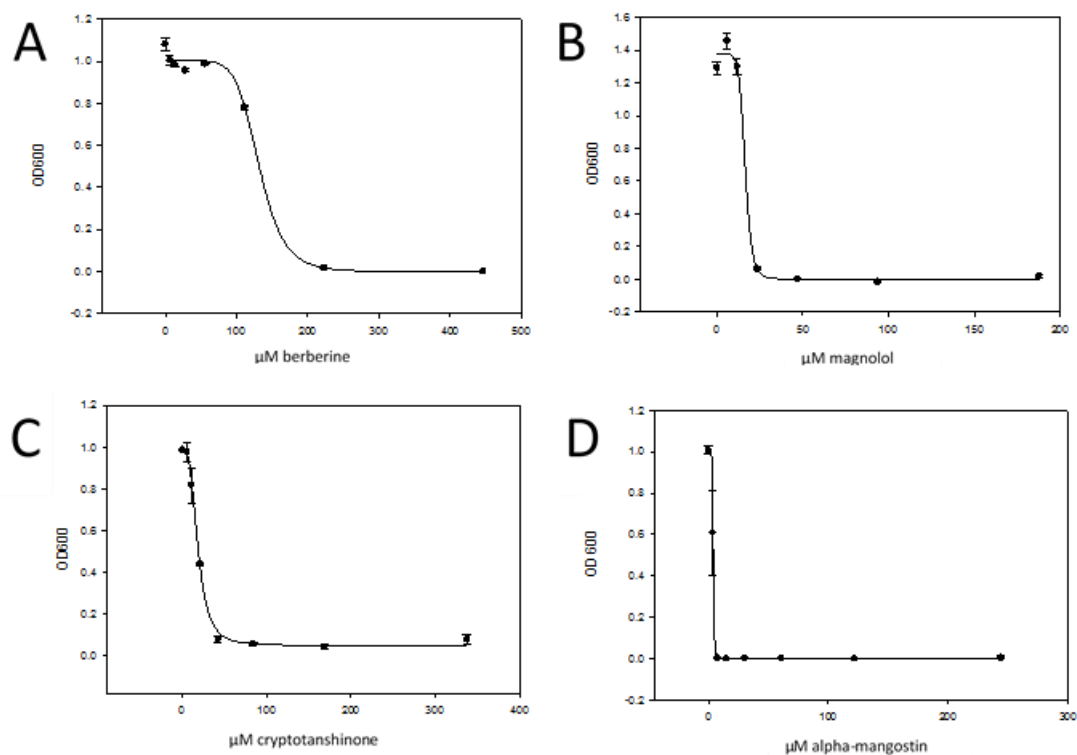 A
1.2
1.0
0.8
0.6
0.4
0.2
0.0
-0.2
OD600
0 100 200 300 400 500
µM berberine
B
1.6
1.4
1.2
1.0
0.8
0.6
0.4
0.2
0.0
-0.2
OD600
0 50 100 150 200
µM magnolol
C
1.2
1.0
0.8
0.6
0.4
0.2
0.0
OD600
0 100 200 300 400
µM cryptotanshinone
D
1.2
1.0
0.8
0.6
0.4
0.2
0.0
-0.2
OD 600
0 100 200 300
µM alpha-mangostin